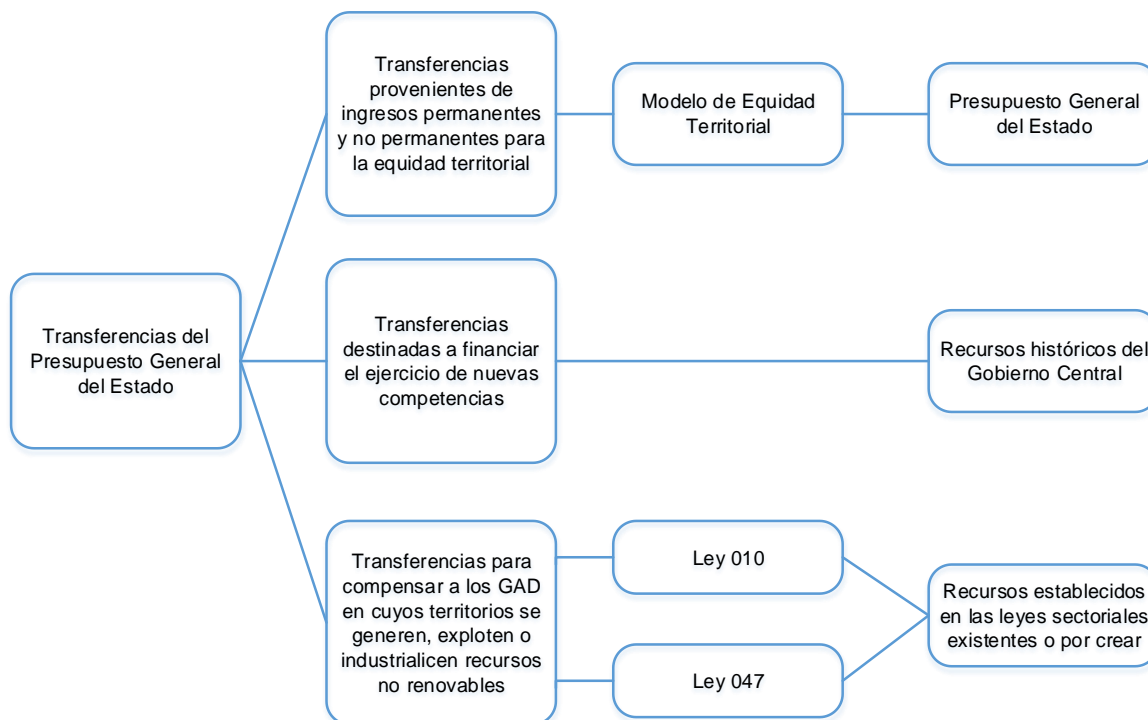 Transferencias
provenientes de
ingresos permanentes
y no permanentes para
la equidad territorial
Modelo de Equidad
Territorial
Presupuesto General
del Estado
Transferencias del
Presupuesto General
del Estado
Transferencias
destinadas a financiar
el ejercicio de nuevas
competencias
Recursos históricos del
Gobierno Central
Transferencias para
compensar a los GAD
en cuyos territorios se
generen, exploten o
industrialicen recursos
no renovables
Ley 010
Ley 047
Recursos establecidos
en las leyes sectoriales
existentes o por crear